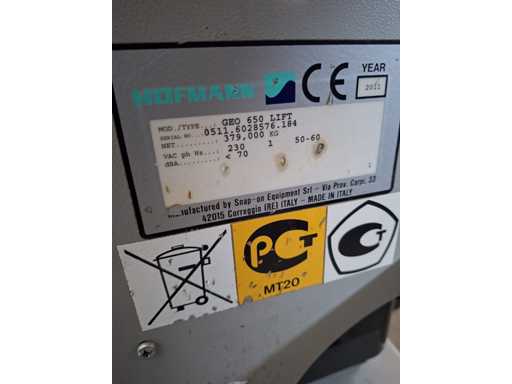 HOFMANN CE YEAR
2011
MOD./TYPE...: GEO 650 LIFT
SERIAL NO...: 0511.6028576.184
NET.........: 379,000 KG
VAC ph Hz...: 230 1 50-60
dBA.........: < 70
Manufactured by Snap-on Equipment Srl - Via Prov. Carpi, 33
42015 Correggio (RE) ITALY - MADE IN ITALY
PCT
MT20